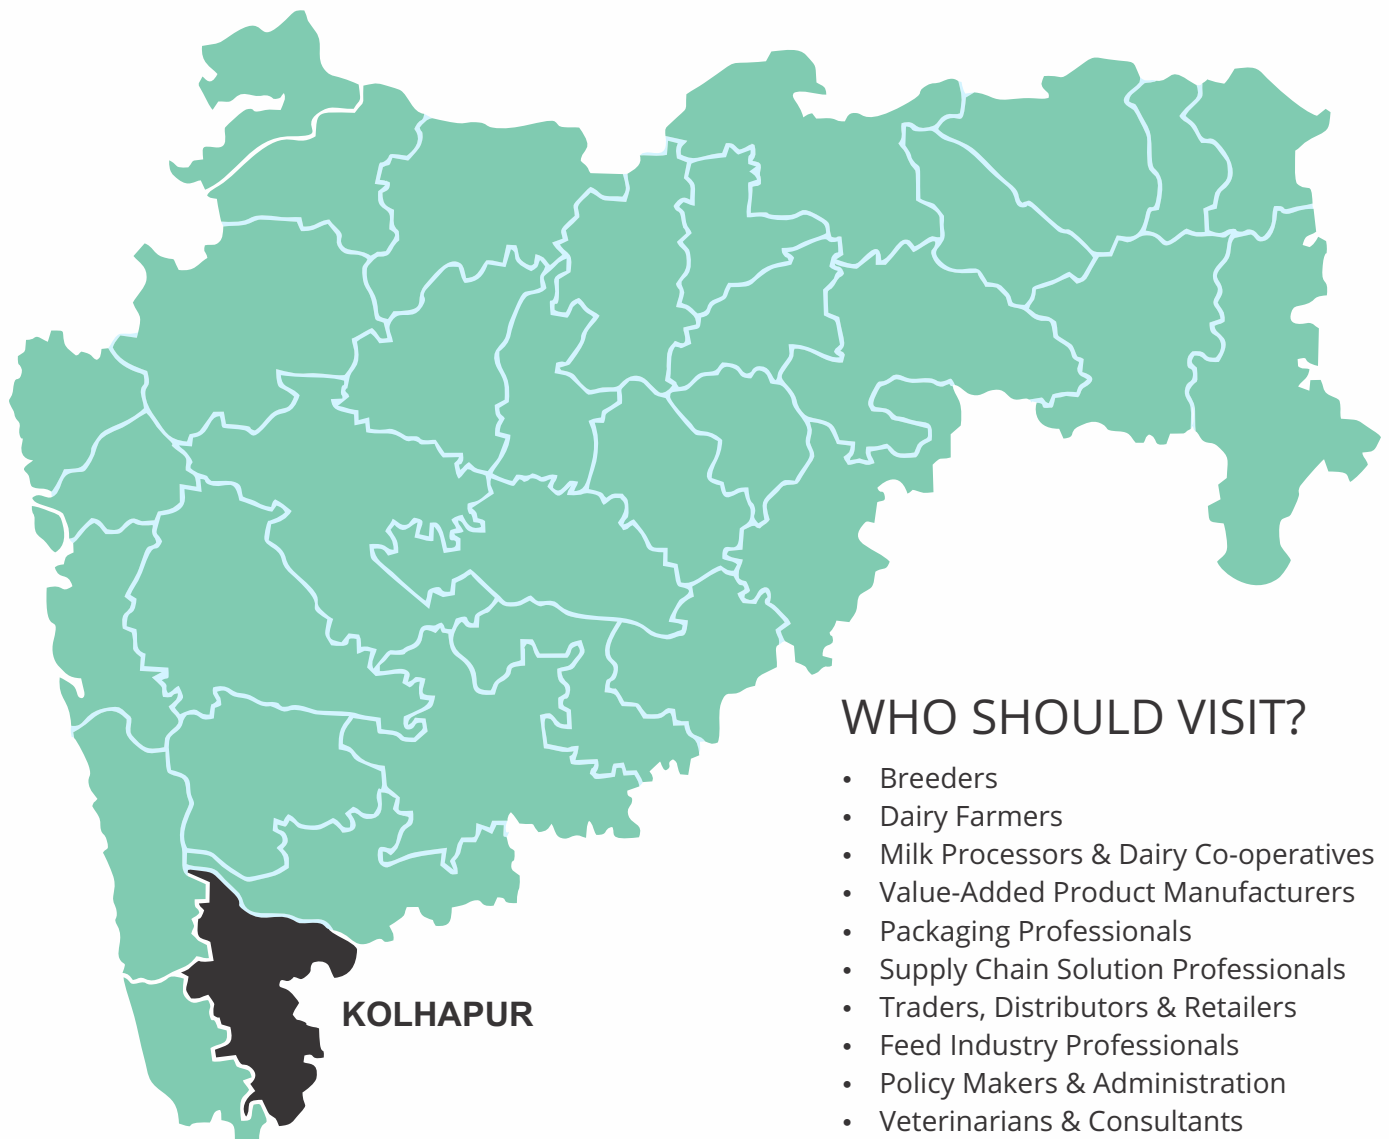 WHO SHOULD VISIT?
• Breeders
• Dairy Farmers
• Milk Processors & Dairy Co-operatives
• Value-Added Product Manufacturers
• Packaging Professionals
• Supply Chain Solution Professionals
• Traders, Distributors & Retailers
• Feed Industry Professionals
• Policy Makers & Administration
• Veterinarians & Consultants
KOLHAPUR